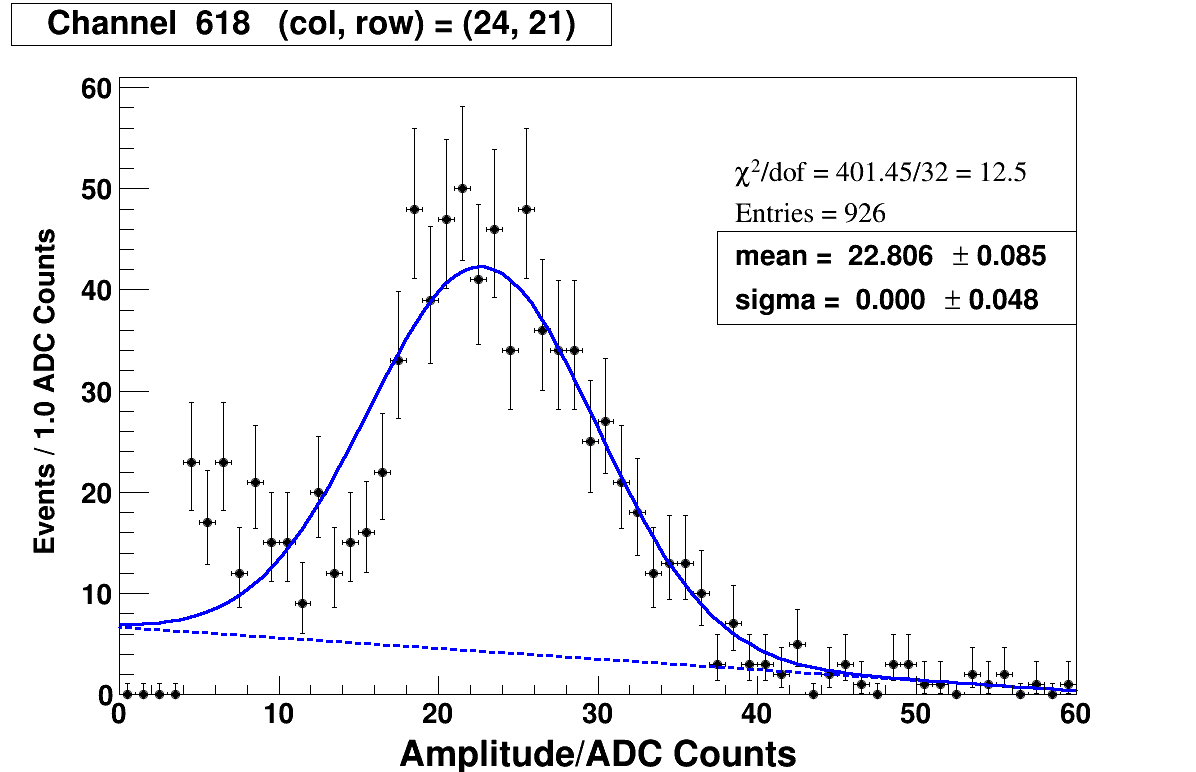 Channel 618 (col, row) = (24, 21)
χ²/dof = 401.45/32 = 12.5
Entries = 926
mean = 22.806 ± 0.085
sigma = 0.000 ± 0.048
Events / 1.0 ADC Counts
60
50
40
30
20
10
0
0 10 20 30 40 50 60
Amplitude/ADC Counts